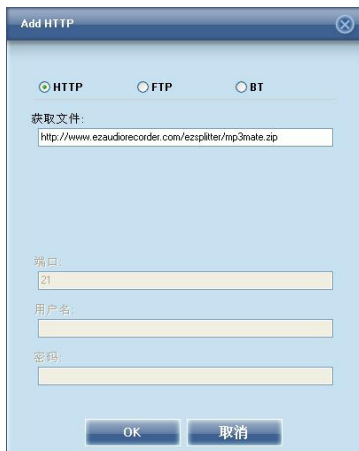 Add HTTP
HTTP FTP BT
获取文件:
http://www.ezaudiorecorder.com/ezsplitter/mp3mate.zip
端口:
21
用户名:
密码:
OK 取消